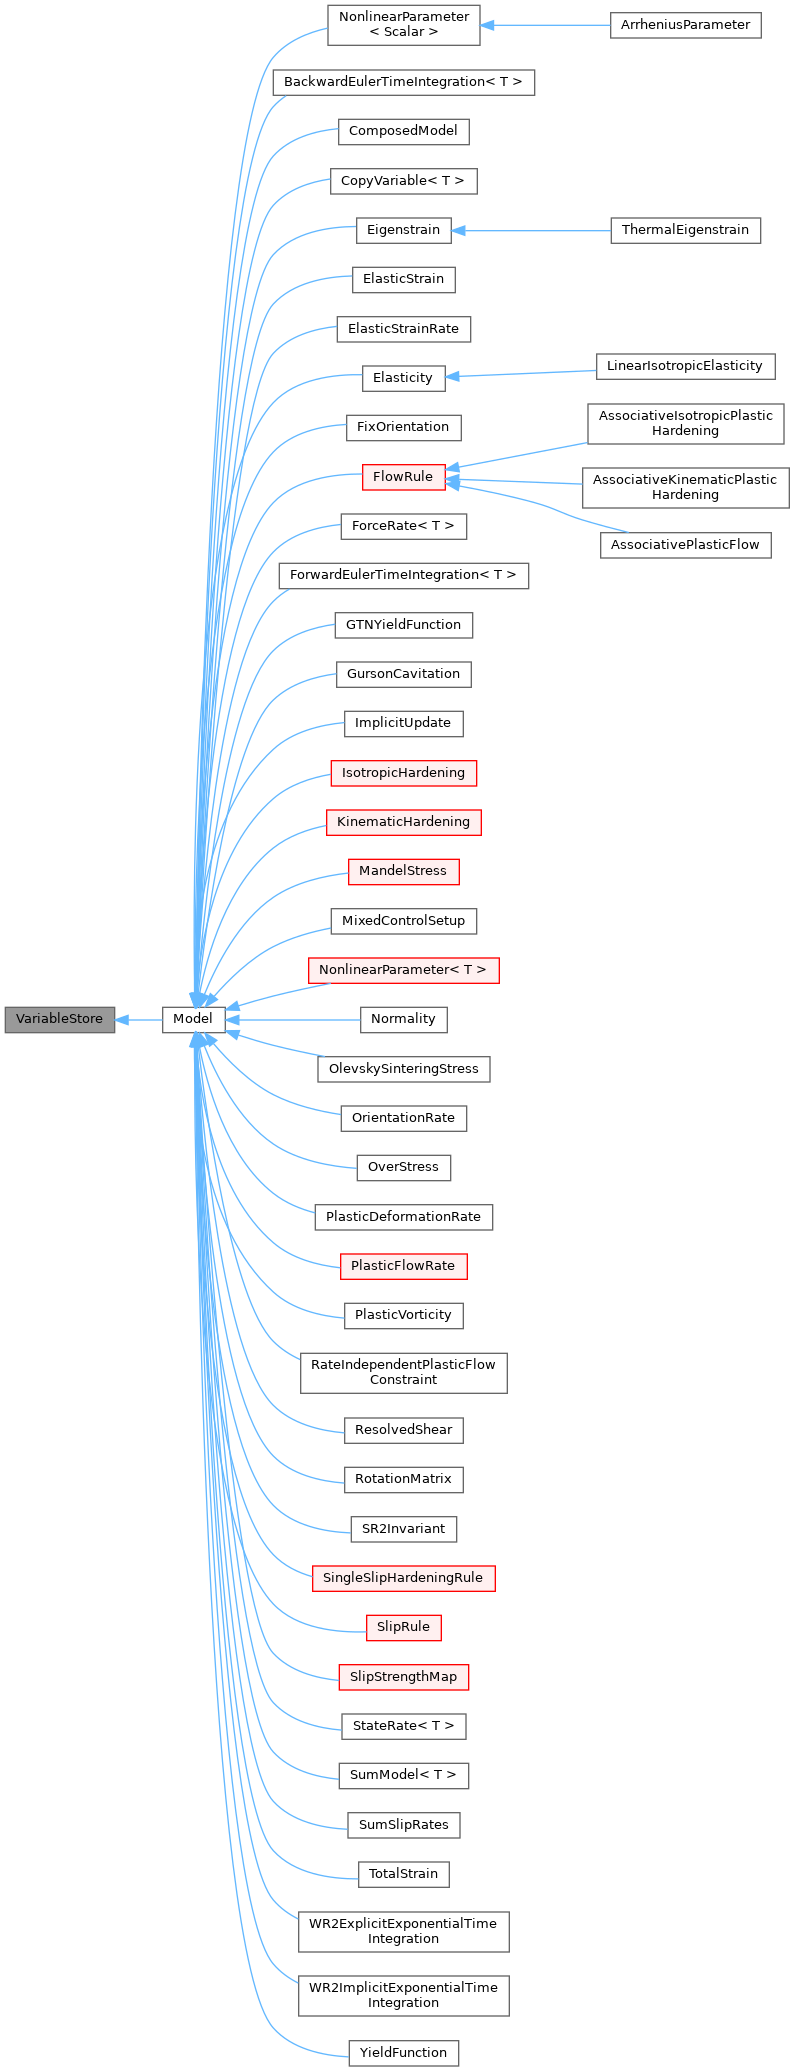 NonlinearParameter
< Scalar >
ArrheniusParameter
BackwardEulerTimeIntegration< T >
ComposedModel
CopyVariable< T >
Eigenstrain
ThermalEigenstrain
ElasticStrain
ElasticStrainRate
Elasticity
LinearIsotropicElasticity
FixOrientation
FlowRule
AssociativeIsotropicPlastic
Hardening
AssociativeKinematicPlastic
Hardening
AssociativePlasticFlow
ForceRate< T >
ForwardEulerTimeIntegration< T >
GTNYieldFunction
GursonCavitation
ImplicitUpdate
IsotropicHardening
KinematicHardening
MandelStress
MixedControlSetup
NonlinearParameter< T >
VariableStore
Model
Normality
OlevskySinteringStress
OrientationRate
OverStress
PlasticDeformationRate
PlasticFlowRate
PlasticVorticity
RateIndependentPlasticFlow
Constraint
ResolvedShear
RotationMatrix
SR2Invariant
SingleSlipHardeningRule
SlipRule
SlipStrengthMap
StateRate< T >
SumModel< T >
SumSlipRates
TotalStrain
WR2ExplicitExponentialTime
Integration
WR2ImplicitExponentialTime
Integration
YieldFunction